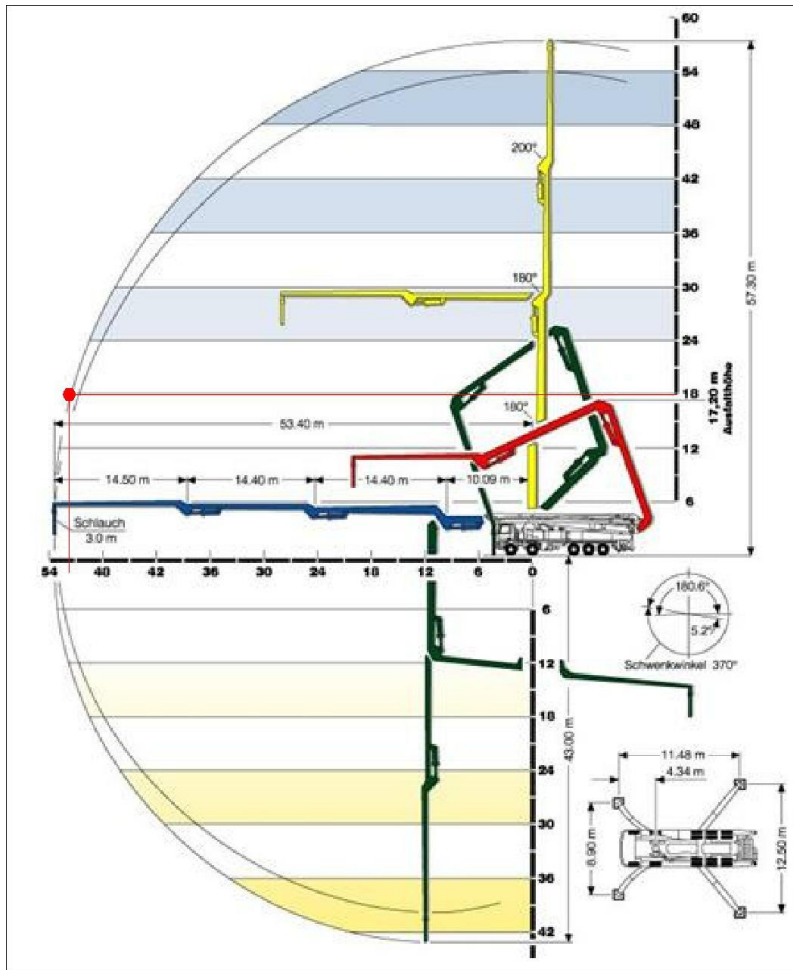 60
54
48
200°
42
36
180°
30
57.30 m
24
18
17,20 m
Ausfalthöhe
180°
53.40 m
12
14.50 m
14.40 m
14.40 m
10.09 m
6
Schlauch
3.0 m
54
48
42
36
30
24
18
12
6
0
6
180.6°
5.2°
12
Schwenkwinkel 370°
18
43.00 m
11.48 m
4.34 m
24
30
8.90 m
12.50 m
36
42